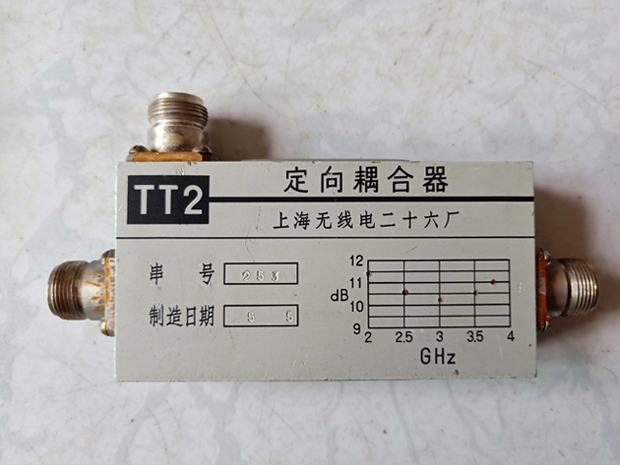 TT2 定向耦合器
上海无线电二十六厂
串 号 253
制造日期 5 5
dB
12
11
10
9
2 2.5 3 3.5 4
GHz